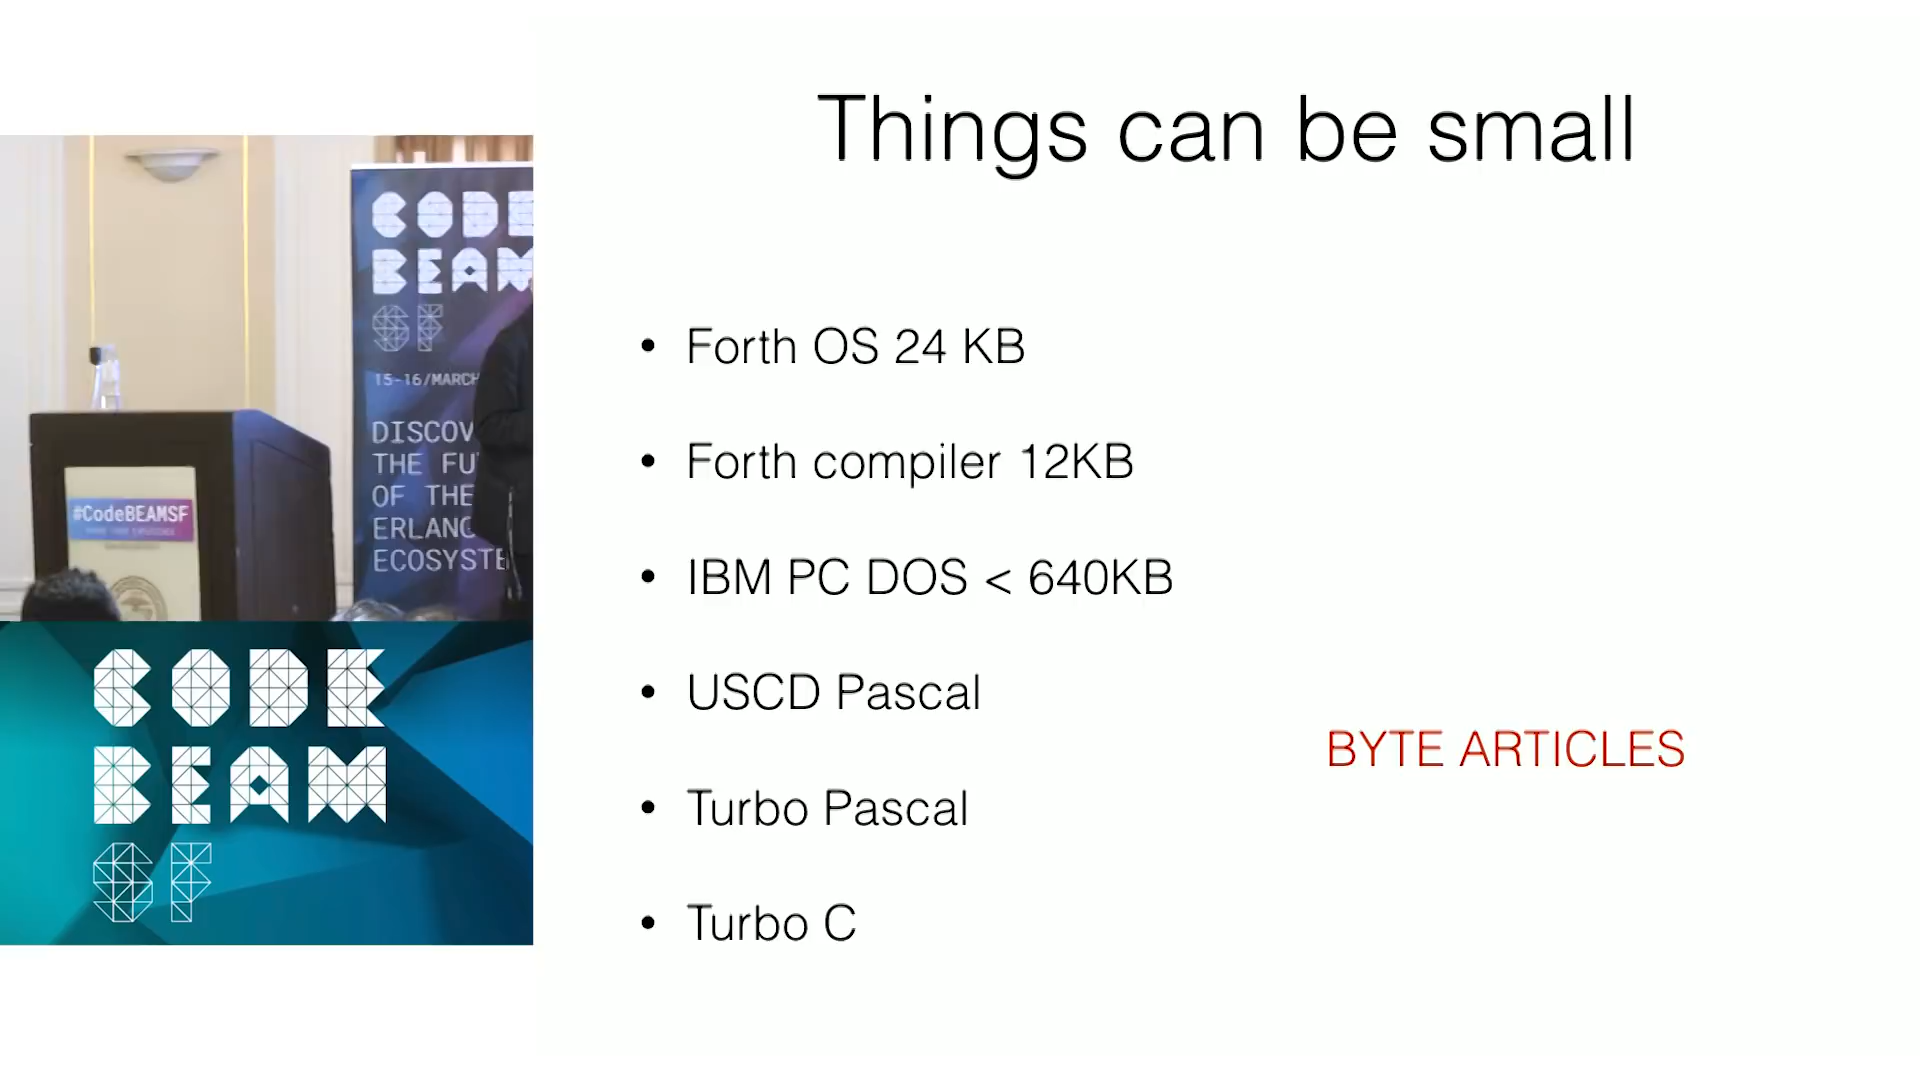 Things can be small
• Forth OS 24 KB
• Forth compiler 12KB
• IBM PC DOS < 640KB
• USCD Pascal
• Turbo Pascal
• Turbo C
BYTE ARTICLES
CODE
BEAM
SF
15-16/MARCH
DISCOV
THE FU
OF THE
ERLANG
ECOSYSTE
#CodeBEAMSF
CODE
BEAM
SF